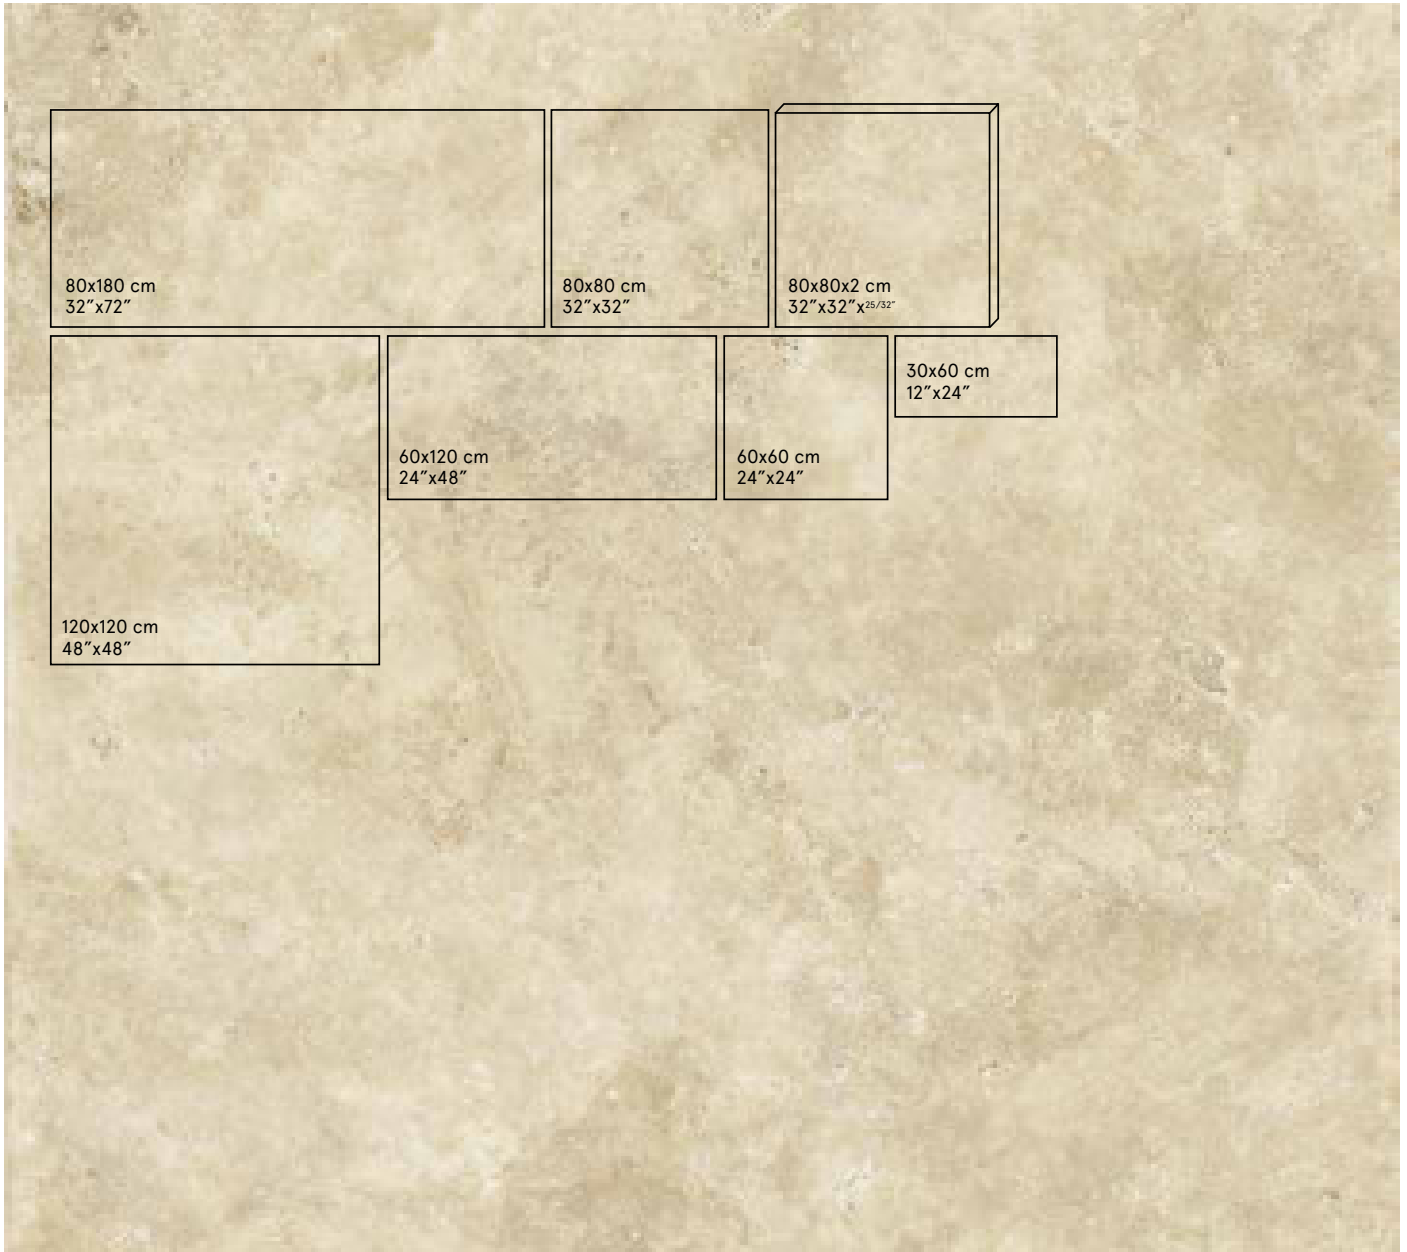 80x180 cm
32″x72″
80x80 cm
32″x32″
80x80x2 cm
32″x32″x25/32″
120x120 cm
48″x48″
60x120 cm
24″x48″
60x60 cm
24″x24″
30x60 cm
12″x24″